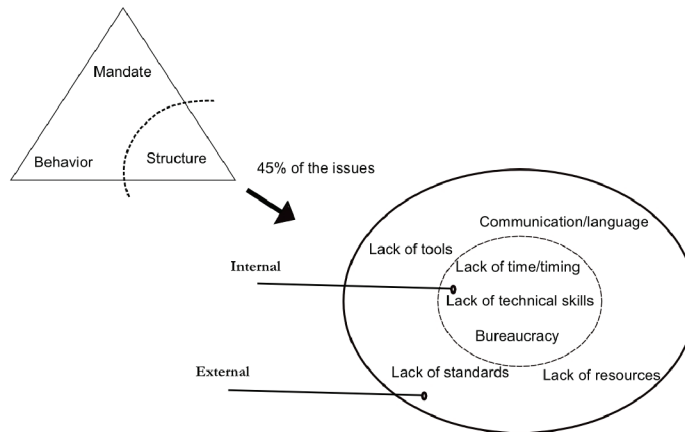 Mandate
Behavior
Structure
45% of the issues
Communication/language
Lack of tools
Internal
Lack of time/timing
Lack of technical skills
Bureaucracy
External
Lack of standards
Lack of resources